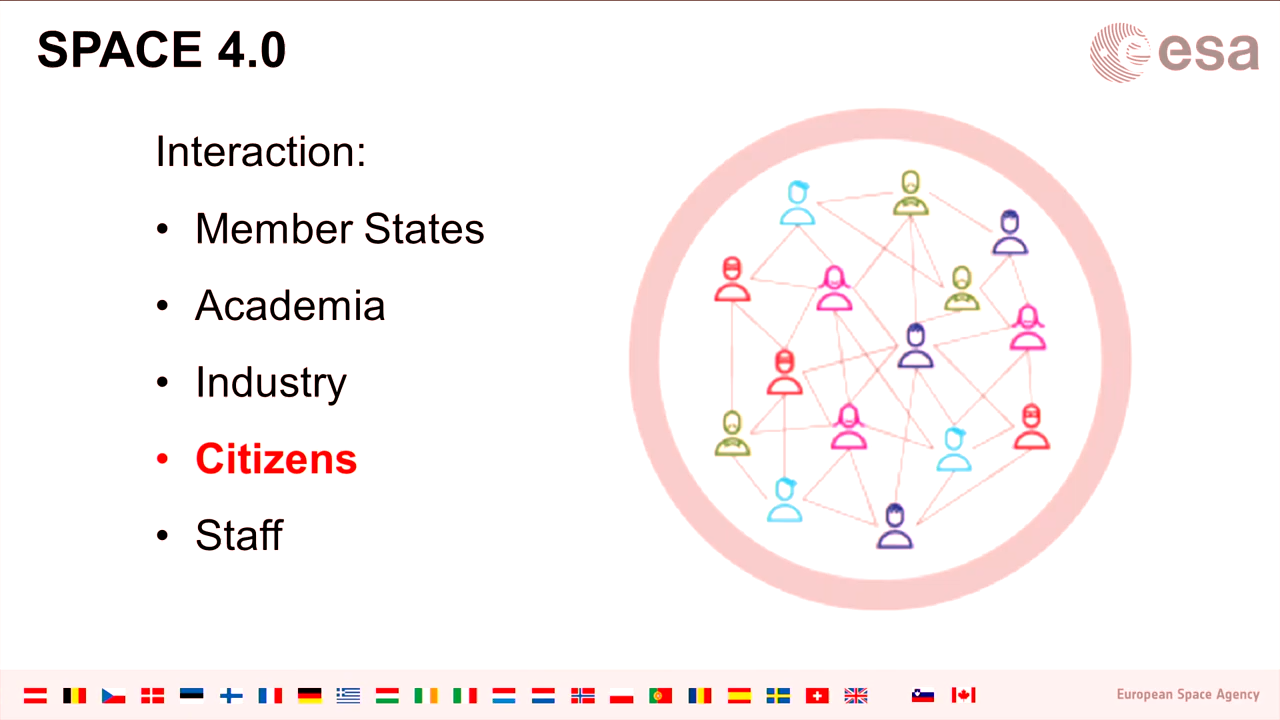 SPACE 4.0
esa
Interaction:
• Member States
• Academia
• Industry
• Citizens
• Staff
European Space Agency